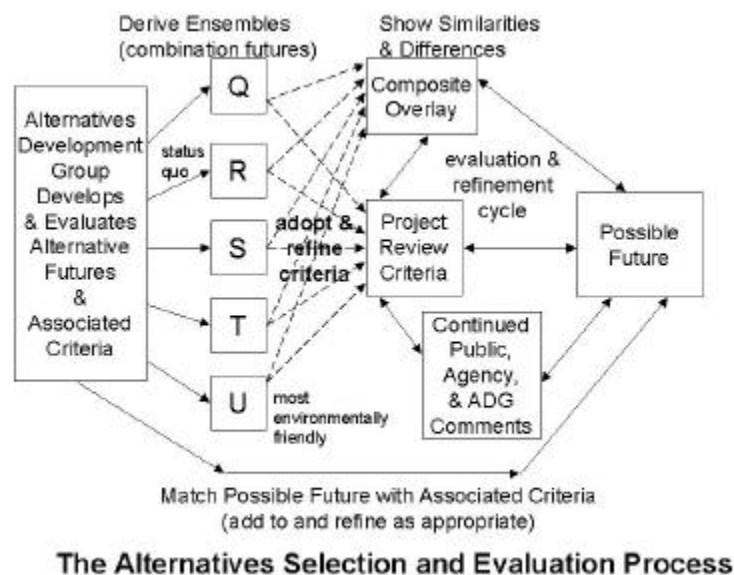 Derive Ensembles
(combination futures)
Show Similarities
& Differences
Alternatives
Development
Group
Develops
& Evaluates
Alternative
Futures
&
Associated
Criteria
status
quo
Q
R
S
T
U
most
environmentally
friendly
adopt &
refine
criteria
Composite
Overlay
Project
Review
Criteria
evaluation &
refinement
cycle
Possible
Future
Continued
Public,
Agency,
& ADG
Comments
Match Possible Future with Associated Criteria
(add to and refine as appropriate)
The Alternatives Selection and Evaluation Process